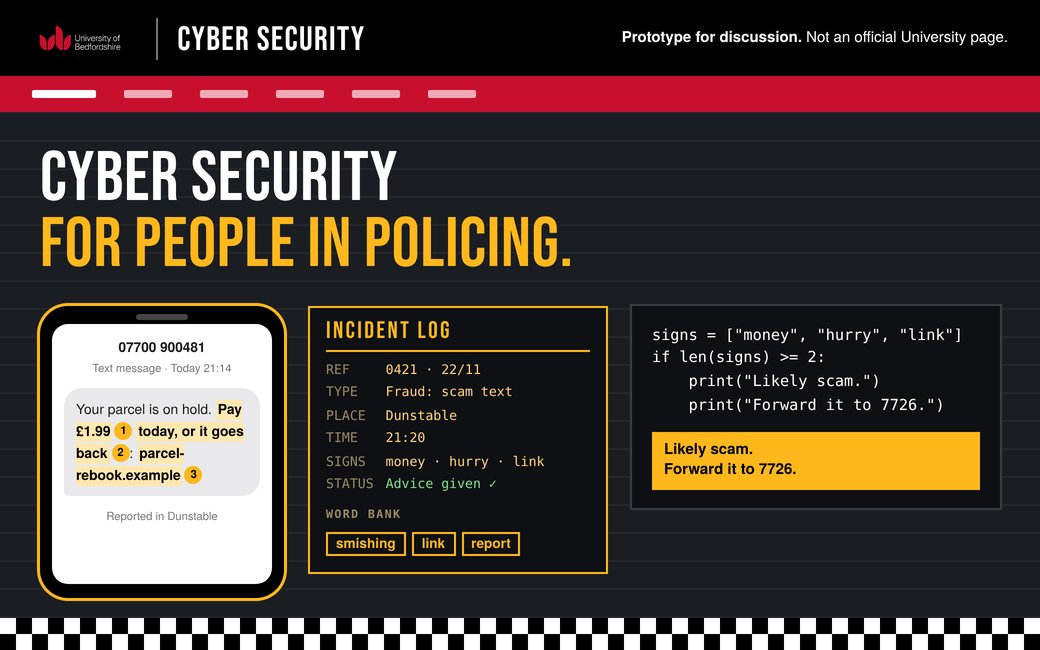 University of
Bedfordshire
CYBER SECURITY
Prototype for discussion. Not an official University page.
CYBER SECURITY
FOR PEOPLE IN POLICING.
07700 900481
Text message · Today 21:14
Your parcel is on hold. Pay
£1.99 1 today, or it goes
back 2: parcel-
rebook.example 3
Reported in Dunstable
INCIDENT LOG
REF 0421 · 22/11
TYPE Fraud: scam text
PLACE Dunstable
TIME 21:20
SIGNS money · hurry · link
STATUS Advice given ✓
WORD BANK
smishing link report
signs = ["money", "hurry", "link"]
if len(signs) >= 2:
    print("Likely scam.")
    print("Forward it to 7726.")
Likely scam.
Forward it to 7726.